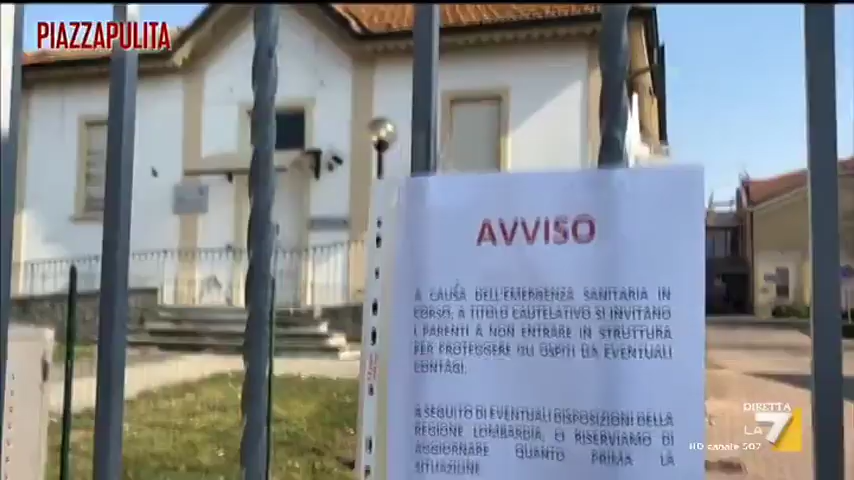 PIAZZAPULITA
AVVISO
A CAUSA DELL'EMERGENZA SANITARIA IN
CORSO, A TITOLO CAUTELATIVO SI INVITANO
I PARENTI A NON ENTRARE IN STRUTTURA
PER PROTEGGERE GLI OSPITI DA EVENTUALI
CONTAGI.
A SEGUITO DI EVENTUALI DISPOSIZIONI DELLA
REGIONE LOMBARDIA, CI RISERVIAMO DI
AGGIORNARE QUANTO PRIMA LA
SITUAZIONE
DIRETTA
LA 7
HD canale 507